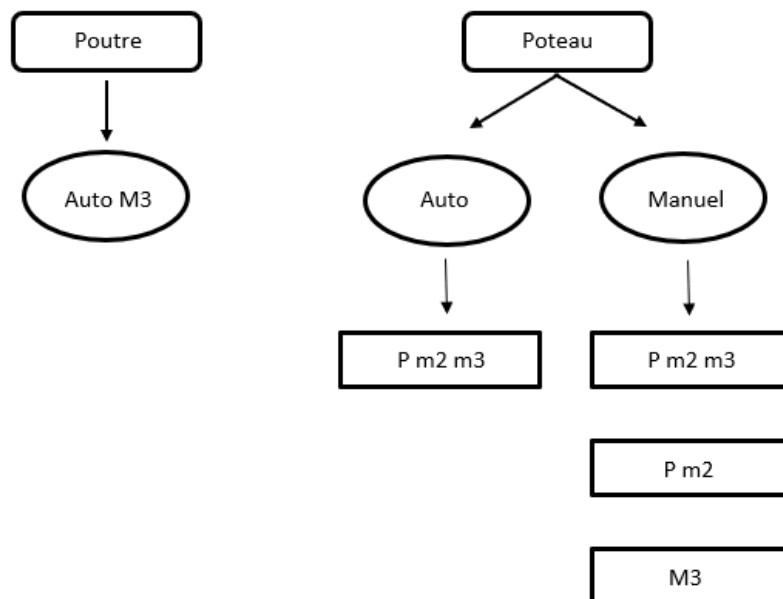 Poutre
Poteau
Auto M3
Auto
Manuel
P m2 m3
P m2 m3
P m2
M3